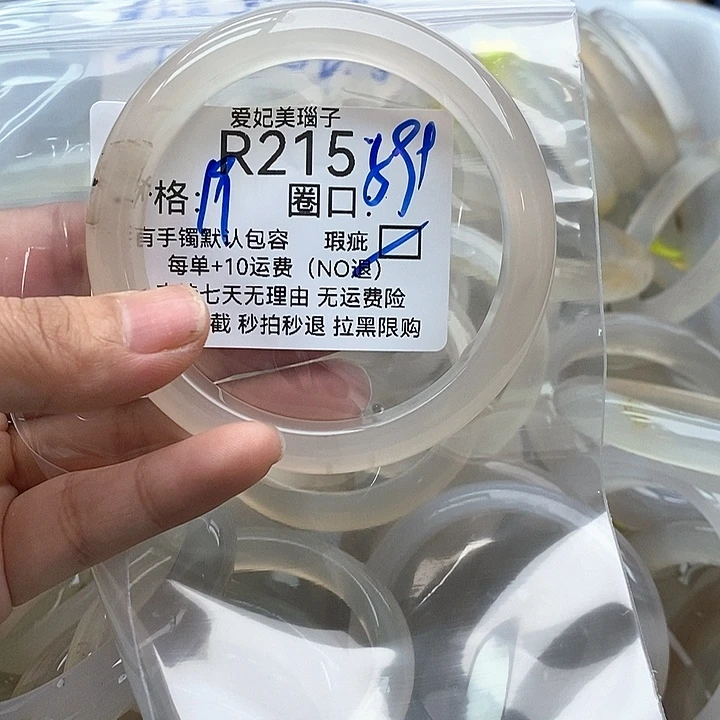 爱妃美瑙子
R215
格: 圈口:
有手镯默认包容 瑕疵
每单+10运费（NO退）
七天无理由 无运费险
截 秒拍秒退 拉黑限购